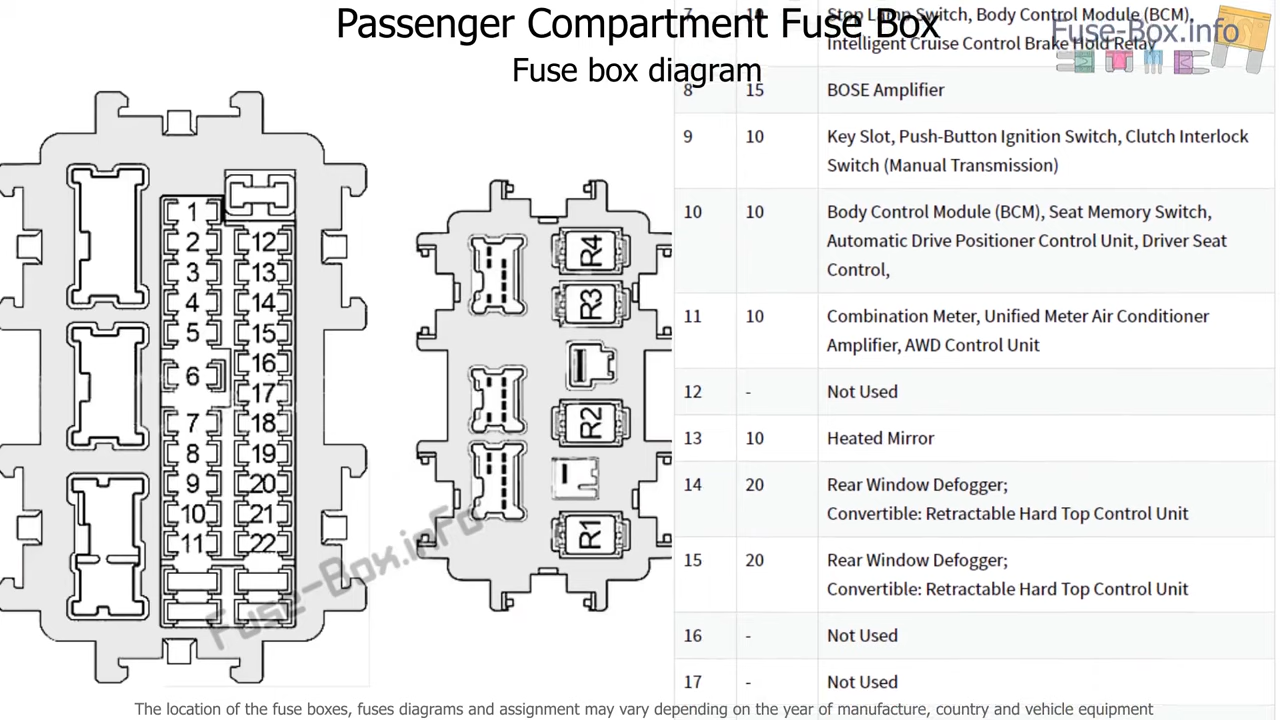 Passenger Compartment Fuse Box
Fuse box diagram
Fuse-Box.info
1
2
3
4
5
6
7
8
9
10
11
12
13
14
15
16
17
18
19
20
21
22
R4
R3
R2
R1
Fuse-Box.info
7 10 Stop Lamp Switch, Body Control Module (BCM),
Intelligent Cruise Control Brake Hold Relay
8 15 BOSE Amplifier
9 10 Key Slot, Push-Button Ignition Switch, Clutch Interlock
Switch (Manual Transmission)
10 10 Body Control Module (BCM), Seat Memory Switch,
Automatic Drive Positioner Control Unit, Driver Seat
Control,
11 10 Combination Meter, Unified Meter Air Conditioner
Amplifier, AWD Control Unit
12 - Not Used
13 10 Heated Mirror
14 20 Rear Window Defogger;
Convertible: Retractable Hard Top Control Unit
15 20 Rear Window Defogger;
Convertible: Retractable Hard Top Control Unit
16 - Not Used
17 - Not Used
The location of the fuse boxes, fuses diagrams and assignment may vary depending on the year of manufacture, country and vehicle equipment